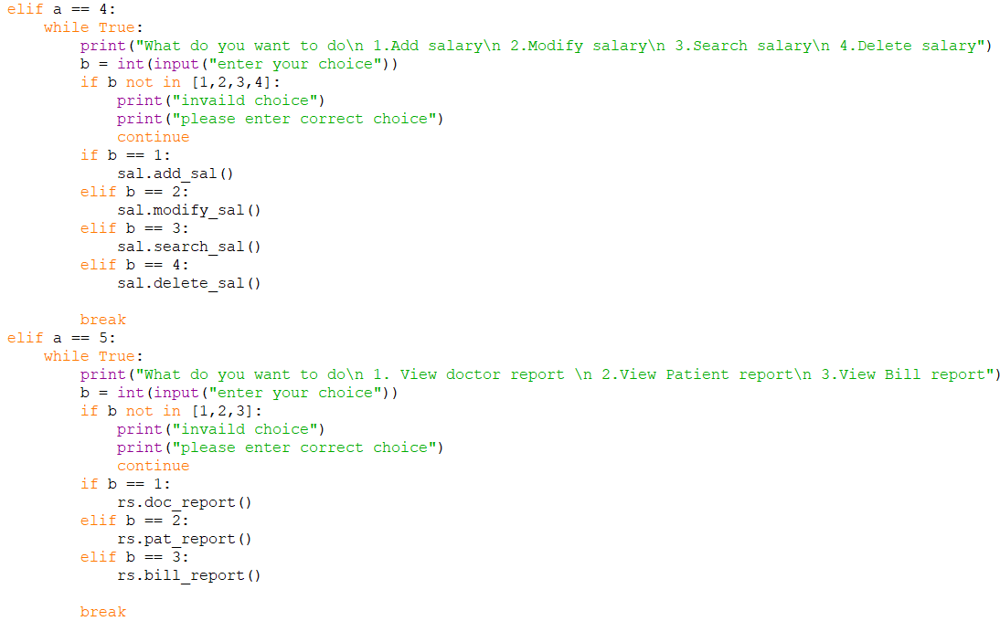 elif a == 4:
    while True:
        print("What do you want to do\n 1.Add salary\n 2.Modify salary\n 3.Search salary\n 4.Delete salary")
        b = int(input("enter your choice"))
        if b not in [1,2,3,4]:
            print("invaild choice")
            print("please enter correct choice")
            continue
        if b == 1:
            sal.add_sal()
        elif b == 2:
            sal.modify_sal()
        elif b == 3:
            sal.search_sal()
        elif b == 4:
            sal.delete_sal()

        break
elif a == 5:
    while True:
        print("What do you want to do\n 1. View doctor report \n 2.View Patient report\n 3.View Bill report")
        b = int(input("enter your choice"))
        if b not in [1,2,3]:
            print("invaild choice")
            print("please enter correct choice")
            continue
        if b == 1:
            rs.doc_report()
        elif b == 2:
            rs.pat_report()
        elif b == 3:
            rs.bill_report()

        break